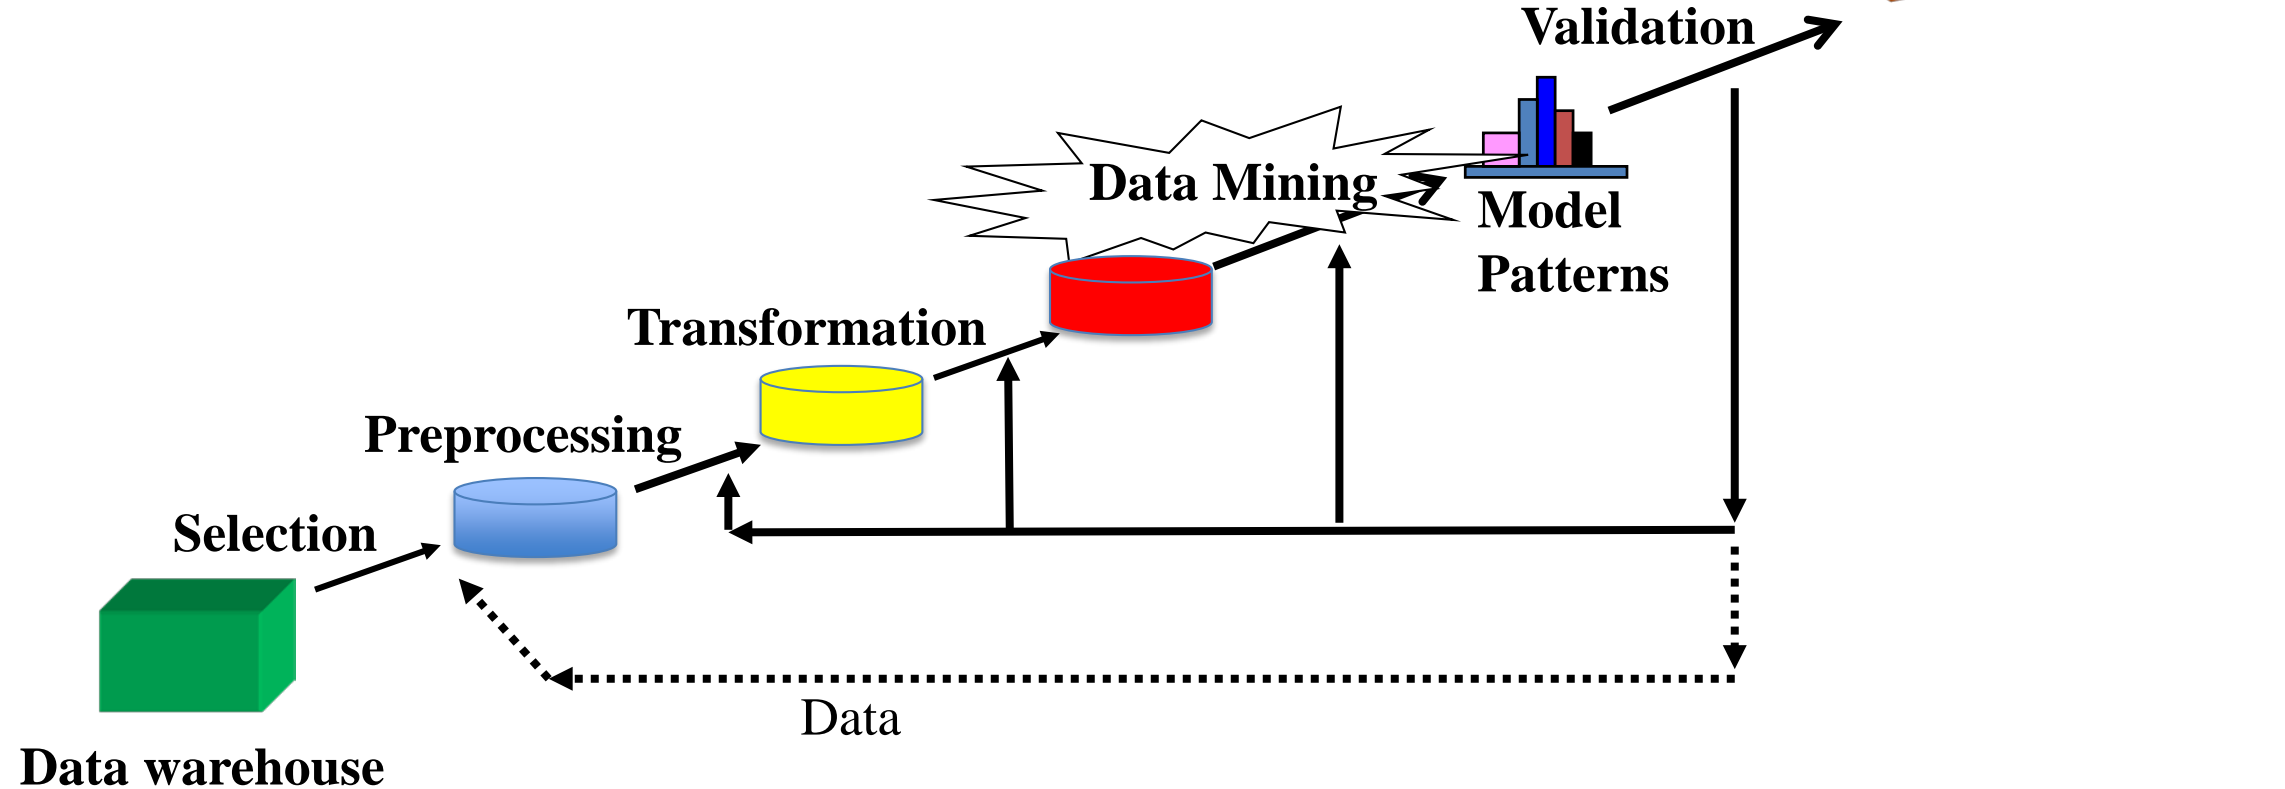 Validation
Data Mining
Model
Patterns
Transformation
Preprocessing
Selection
Data
Data warehouse